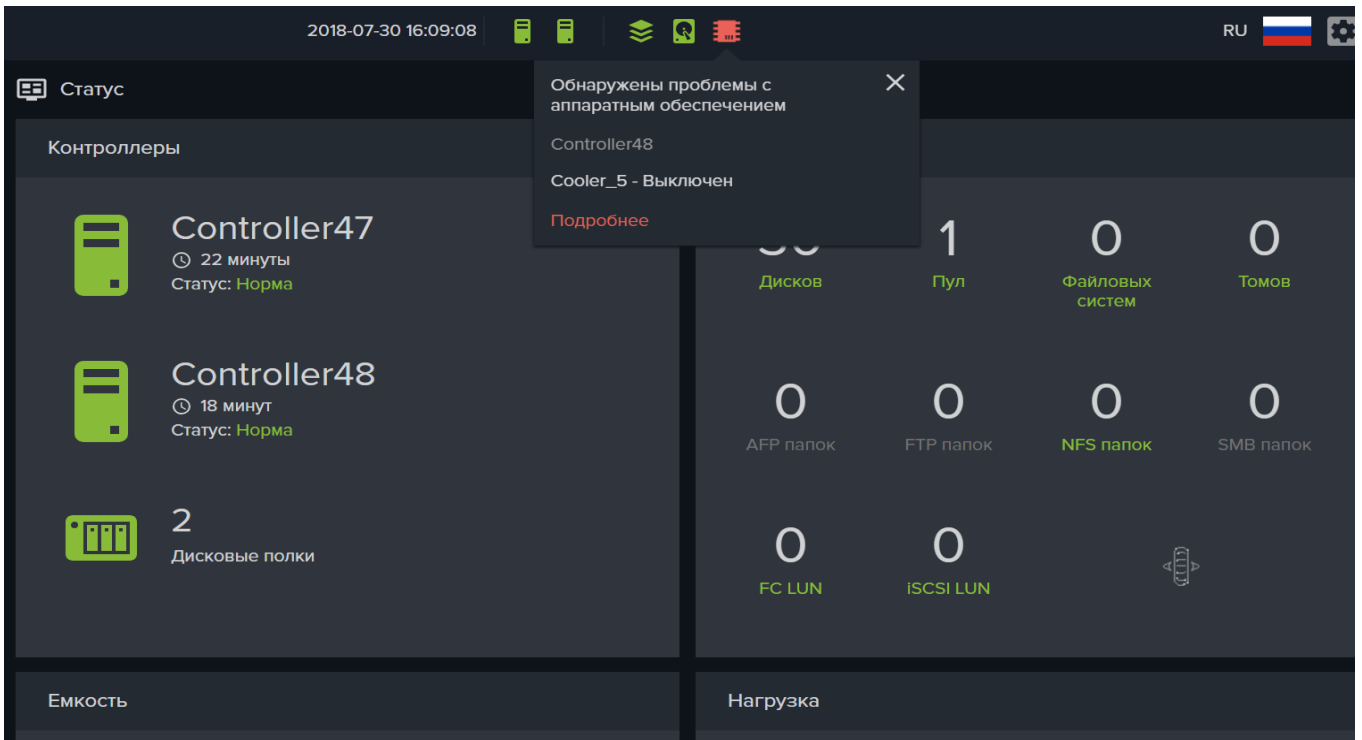 2018-07-30 16:09:08
RU
Статус
Обнаружены проблемы с
аппаратным обеспечением
Controller48
Cooler_5 - Выключен
Подробнее
Контроллеры
Controller47
22 минуты
Статус: Норма
Controller48
18 минут
Статус: Норма
2
Дисковые полки
1
0
0
Дисков
Пул
Файловых
систем
Томов
0
0
0
0
AFP папок
FTP папок
NFS папок
SMB папок
0
0
FC LUN
iSCSI LUN
Емкость
Нагрузка